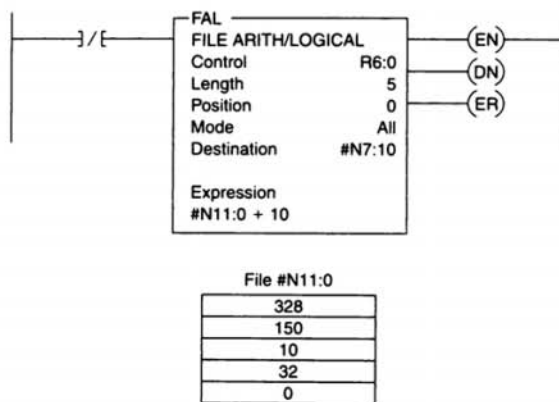 FAL
FILE ARITH/LOGICAL
Control R6:0
Length 5
Position 0
Mode All
Destination #N7:10
Expression
#N11:0 + 10
EN
DN
ER
File #N11:0
328
150
10
32
0